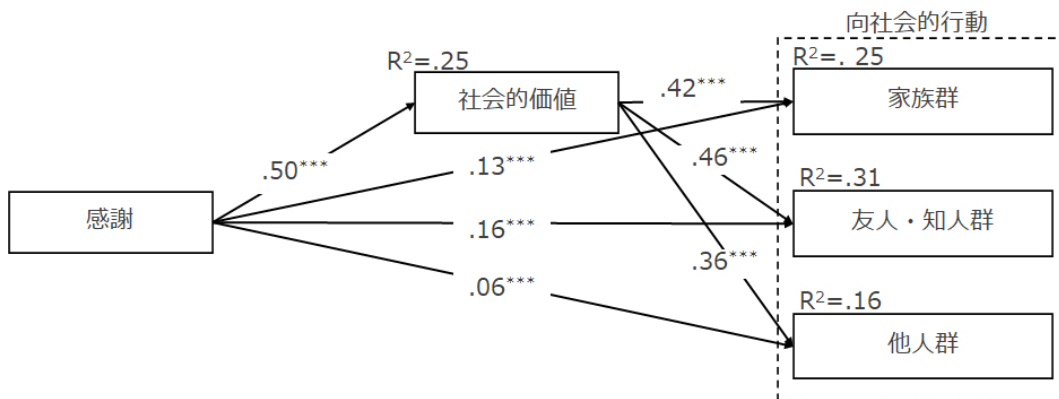 向社会的行動
R²=.25
社会的価値
R²=. 25
家族群
.42***
.50***
.13***
.46***
R²=.31
感謝
.16***
友人・知人群
.36***
.06***
R²=.16
他人群